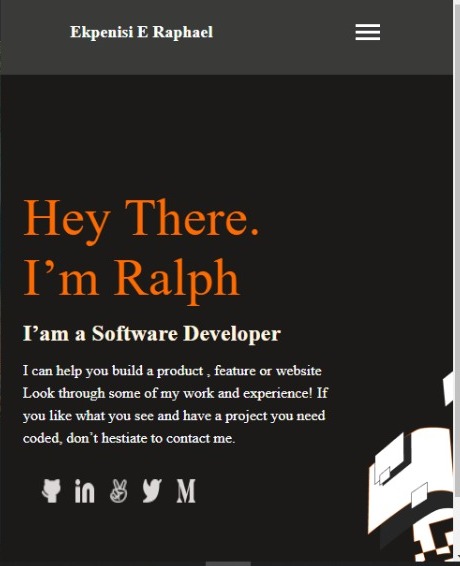 Ekpenisi E Raphael
Hey There.
I’m Ralph
I’am a Software Developer
I can help you build a product , feature or website
Look through some of my work and experience! If
you like what you see and have a project you need
coded, don’t hestiate to contact me.